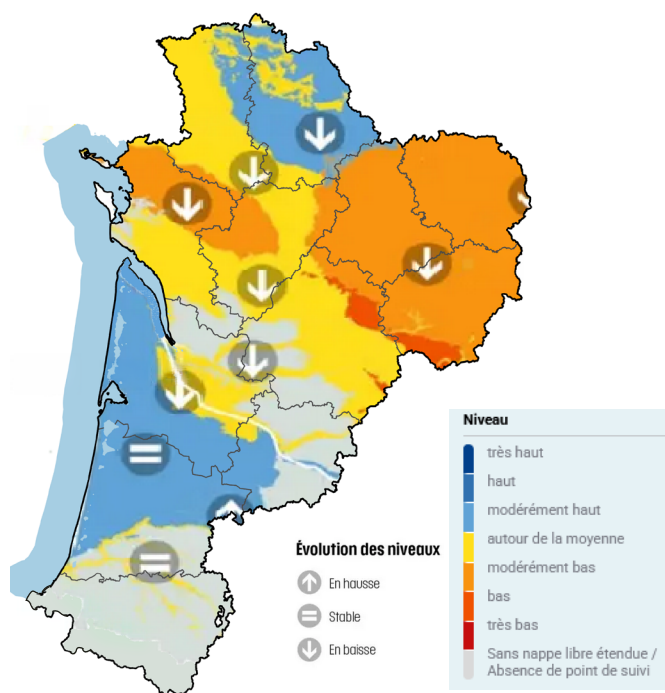 Niveau
très haut
haut
modérément haut
autour de la moyenne
modérément bas
bas
très bas
Sans nappe libre étendue /
Absence de point de suivi
Évolution des niveaux
En hausse
Stable
En baisse